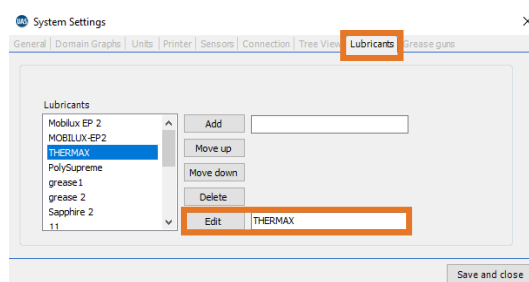 UAS System Settings
General Domain Graphs Units Printer Sensors Connection Tree View Lubricants Grease guns
Lubricants
Mobilux EP 2
MOBILUX-EP2
THERMAX
PolySupreme
grease1
grease 2
Sapphire 2
11
Add
Move up
Move down
Delete
Edit THERMAX
Save and close